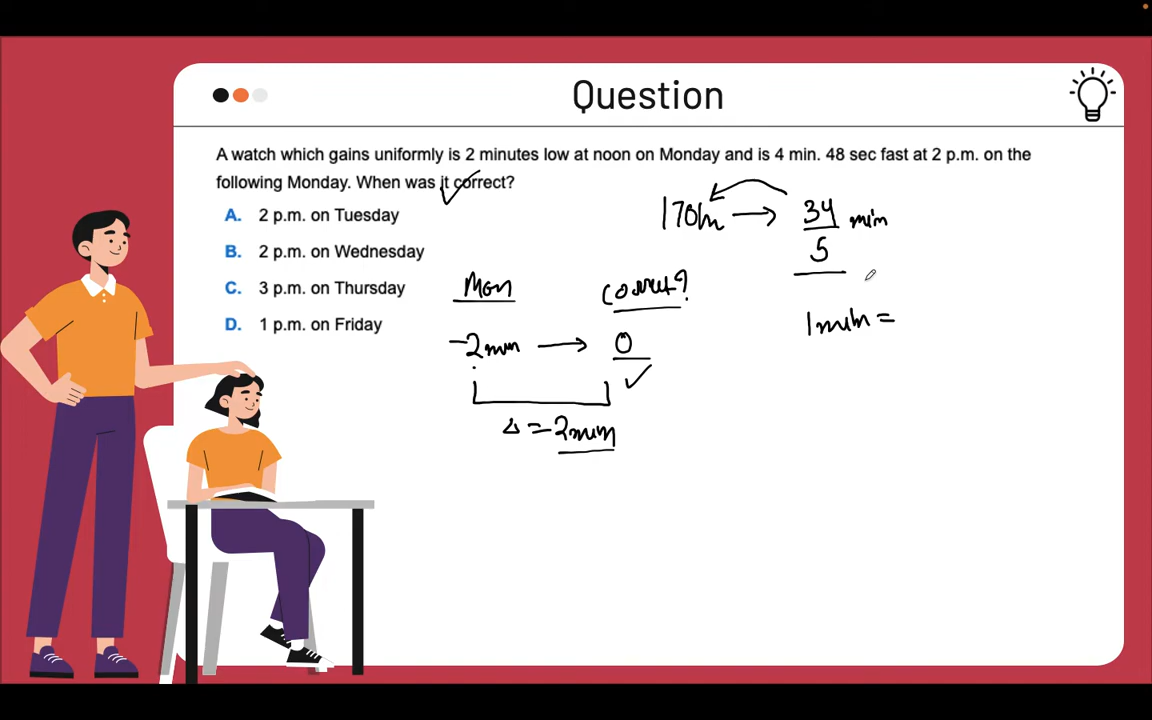 Question
A watch which gains uniformly is 2 minutes low at noon on Monday and is 4 min. 48 sec fast at 2 p.m. on the
following Monday. When was it correct?
A. 2 p.m. on Tuesday
B. 2 p.m. on Wednesday
C. 3 p.m. on Thursday
D. 1 p.m. on Friday
170h → 34/5 min
1min =
Mon correct?
-2min → 0 ✓
Δ = 2min